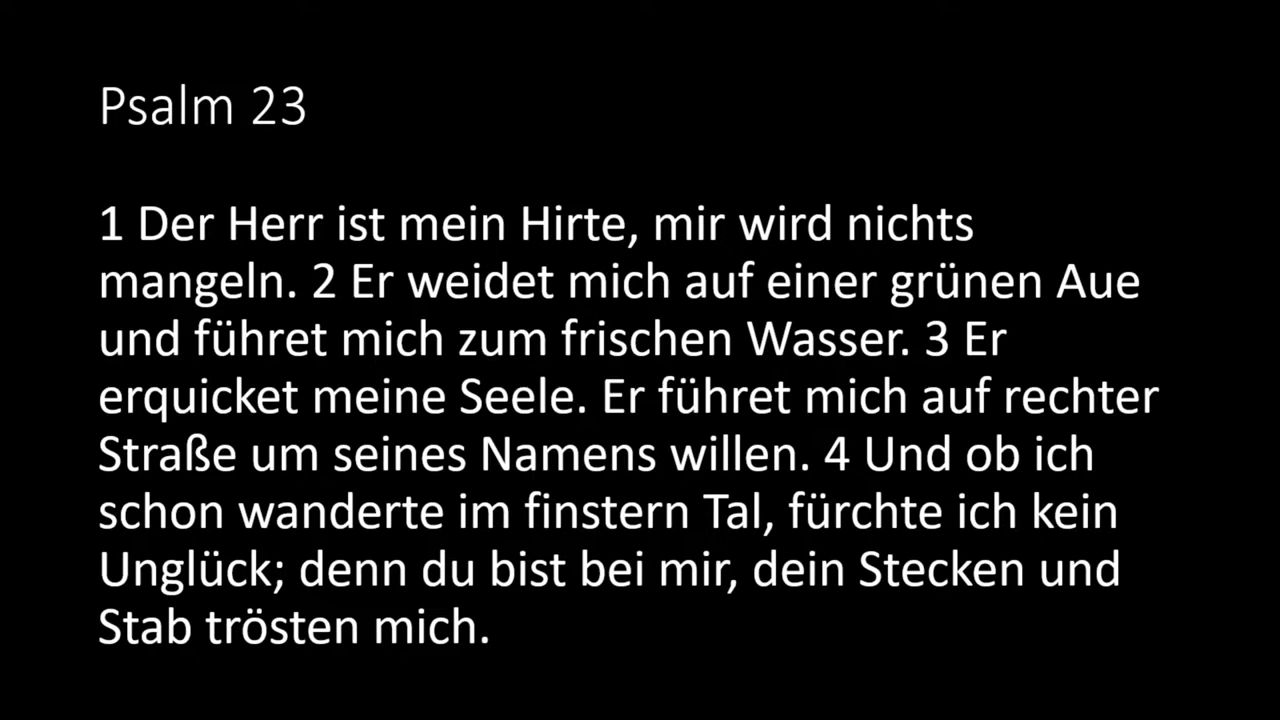 Psalm 23
1 Der Herr ist mein Hirte, mir wird nichts
mangeln. 2 Er weidet mich auf einer grünen Aue
und führet mich zum frischen Wasser. 3 Er
erquicket meine Seele. Er führet mich auf rechter
Straße um seines Namens willen. 4 Und ob ich
schon wanderte im finstern Tal, fürchte ich kein
Unglück; denn du bist bei mir, dein Stecken und
Stab trösten mich.